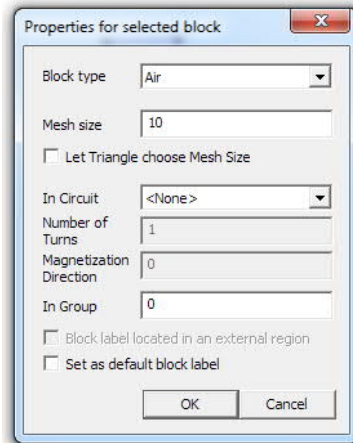 Properties for selected block
Block type Air
Mesh size 10
Let Triangle choose Mesh Size
In Circuit <None>
Number of
Turns 1
Magnetization
Direction 0
In Group 0
Block label located in an external region
Set as default block label
OK Cancel